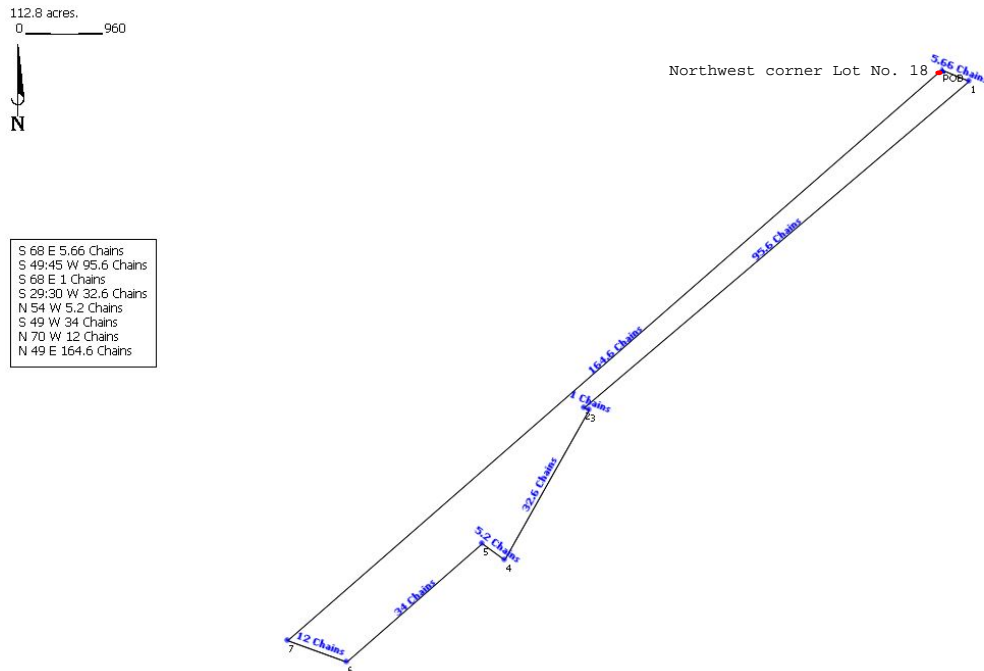 112.8 acres.
0 960
N
Northwest corner Lot No. 18
5.66 Chains
POB
1
95.6 Chains
164.6 Chains
1 Chains
2 3
32.6 Chains
5.2 Chains
5
4
34 Chains
12 Chains
7
6
S 68 E 5.66 Chains
S 49:45 W 95.6 Chains
S 68 E 1 Chains
S 29:30 W 32.6 Chains
N 54 W 5.2 Chains
S 49 W 34 Chains
N 70 W 12 Chains
N 49 E 164.6 Chains